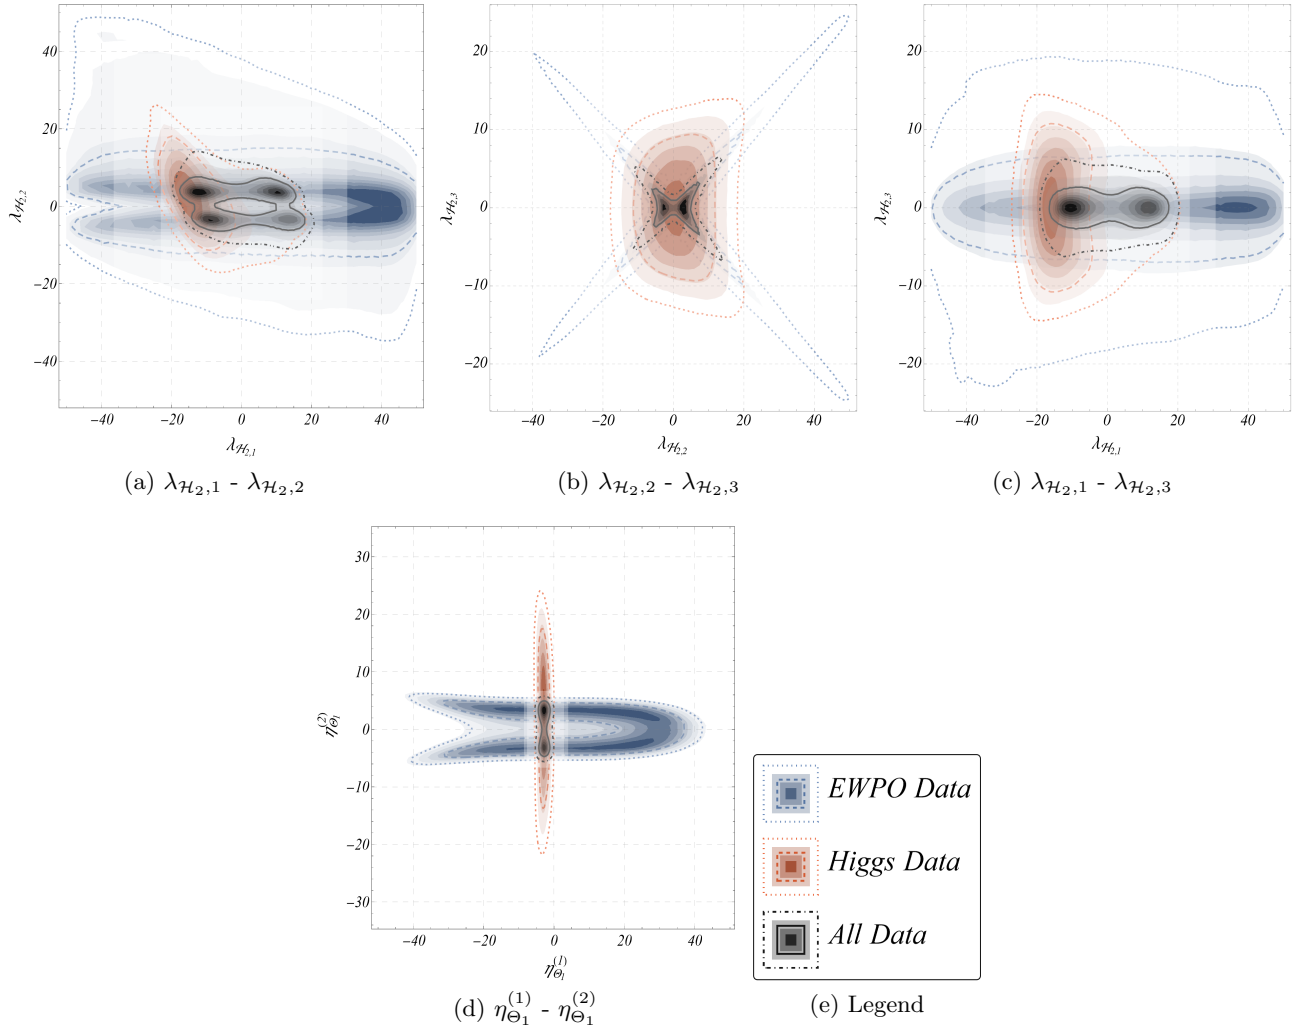 40
20
0
−20
−40
λ_{ℋ_{2,2}}
−40 −20 0 20 40
λ_{ℋ_{2,1}}
(a) λ_{ℋ_2,1} - λ_{ℋ_2,2}
20
10
0
−10
−20
λ_{ℋ_{2,3}}
−40 −20 0 20 40
λ_{ℋ_{2,2}}
(b) λ_{ℋ_2,2} - λ_{ℋ_2,3}
20
10
0
−10
−20
λ_{ℋ_{2,3}}
−40 −20 0 20 40
λ_{ℋ_{2,1}}
(c) λ_{ℋ_2,1} - λ_{ℋ_2,3}
30
20
10
0
−10
−20
−30
η_{Θ_1}^{(2)}
−40 −20 0 20 40
η_{Θ_1}^{(1)}
(d) η_{Θ_1}^{(1)} - η_{Θ_1}^{(2)}
EWPO Data
Higgs Data
All Data
(e) Legend